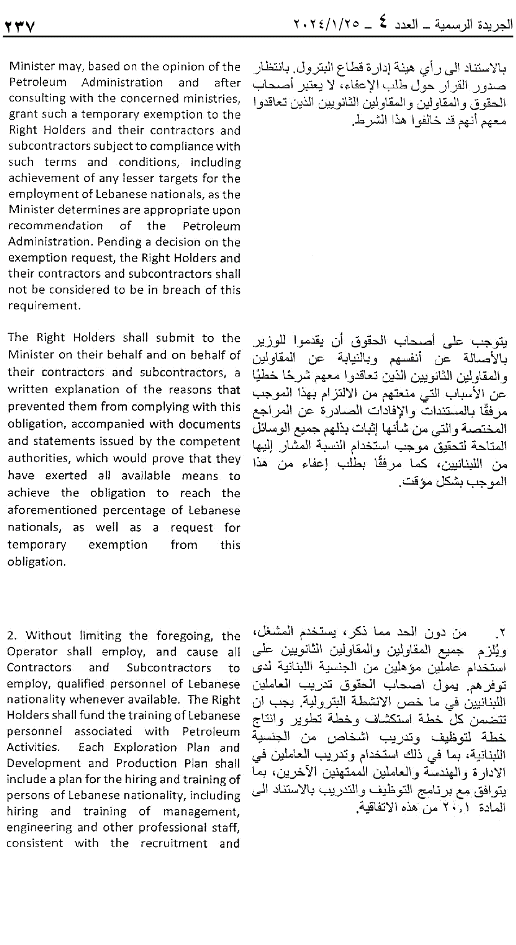 الجريدة الرسمية – العدد ٤ – ٢٠٢٤/١/٢٥
٢٣٧
Minister may, based on the opinion of the
Petroleum Administration and after
consulting with the concerned ministries,
grant such a temporary exemption to the
Right Holders and their contractors and
subcontractors subject to compliance with
such terms and conditions, including
achievement of any lesser targets for the
employment of Lebanese nationals, as the
Minister determines are appropriate upon
recommendation of the Petroleum
Administration. Pending a decision on the
exemption request, the Right Holders and
their contractors and subcontractors shall
not be considered to be in breach of this
requirement.
بالاستناد الى رأي هيئة إدارة قطاع البترول. بانتظار
صدور القرار حول طلب الإعفاء، لا يعتبر أصحاب
الحقوق والمقاولين والمقاولين الثانويين الذين تعاقدوا
معهم أنهم قد خالفوا هذا الشرط.
The Right Holders shall submit to the
Minister on their behalf and on behalf of
their contractors and subcontractors, a
written explanation of the reasons that
prevented them from complying with this
obligation, accompanied with documents
and statements issued by the competent
authorities, which would prove that they
have exerted all available means to
achieve the obligation to reach the
aforementioned percentage of Lebanese
nationals, as well as a request for
temporary exemption from this
obligation.
يتوجب على أصحاب الحقوق أن يقدموا للوزير
بالأصالة عن أنفسهم وبالنيابة عن المقاولين
والمقاولين الثانويين الذين تعاقدوا معهم شرحًا خطيًا
عن الأسباب التي منعتهم من الالتزام بهذا الموجب
مرفقًا بالمستندات والإفادات الصادرة عن المراجع
المختصة والتي من شأنها إثبات بذلهم جميع الوسائل
المتاحة لتحقيق موجب استخدام النسبة المشار إليها
من اللبنانيين، كما مرفقًا بطلب إعفاء من هذا
الموجب بشكل مؤقت.
2. Without limiting the foregoing, the
Operator shall employ, and cause all
Contractors and Subcontractors to
employ, qualified personnel of Lebanese
nationality whenever available. The Right
Holders shall fund the training of Lebanese
personnel associated with Petroleum
Activities. Each Exploration Plan and
Development and Production Plan shall
include a plan for the hiring and training of
persons of Lebanese nationality, including
hiring and training of management,
engineering and other professional staff,
consistent with the recruitment and
٢. من دون الحد مما ذكر، يستخدم المشغل،
ويُلزم جميع المقاولين والمقاولين الثانويين على
استخدام عاملين مؤهلين من الجنسية اللبنانية لدى
توفرهم. يمول اصحاب الحقوق تدريب العاملين
اللبنانيين في ما خص الانشطة البترولية. يجب ان
تتضمن كل خطة استكشاف وخطة تطوير وانتاج
خطة لتوظيف وتدريب اشخاص من الجنسية
اللبنانية، بما في ذلك استخدام وتدريب العاملين في
الادارة والهندسة والعاملين الممتهنين الآخرين، بما
يتوافق مع برنامج التوظيف والتدريب بالاستناد الى
المادة ٢٠,١ من هذه الاتفاقية.